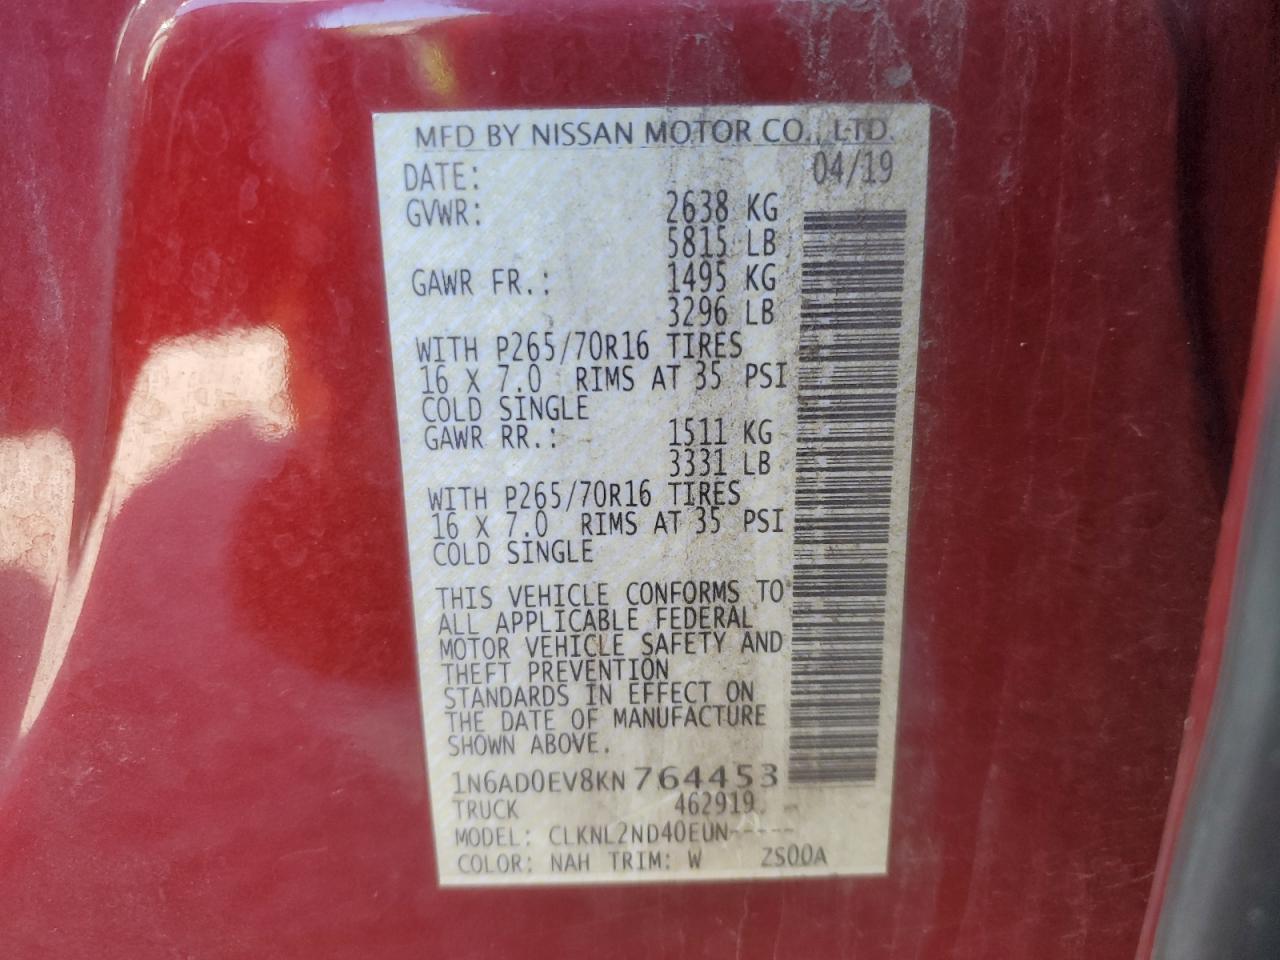 MFD BY NISSAN MOTOR CO., LTD.
DATE: 04/19
GVWR: 2638 KG
5815 LB
GAWR FR.: 1495 KG
3296 LB
WITH P265/70R16 TIRES
16 X 7.0 RIMS AT 35 PSI
COLD SINGLE
GAWR RR.: 1511 KG
3331 LB
WITH P265/70R16 TIRES
16 X 7.0 RIMS AT 35 PSI
COLD SINGLE
THIS VEHICLE CONFORMS TO
ALL APPLICABLE FEDERAL
MOTOR VEHICLE SAFETY AND
THEFT PREVENTION
STANDARDS IN EFFECT ON
THE DATE OF MANUFACTURE
SHOWN ABOVE.
1N6AD0EV8KN764453
TRUCK 462919 -
MODEL: CLKNL2ND40EUN-----
COLOR: NAH TRIM: W ZS00A